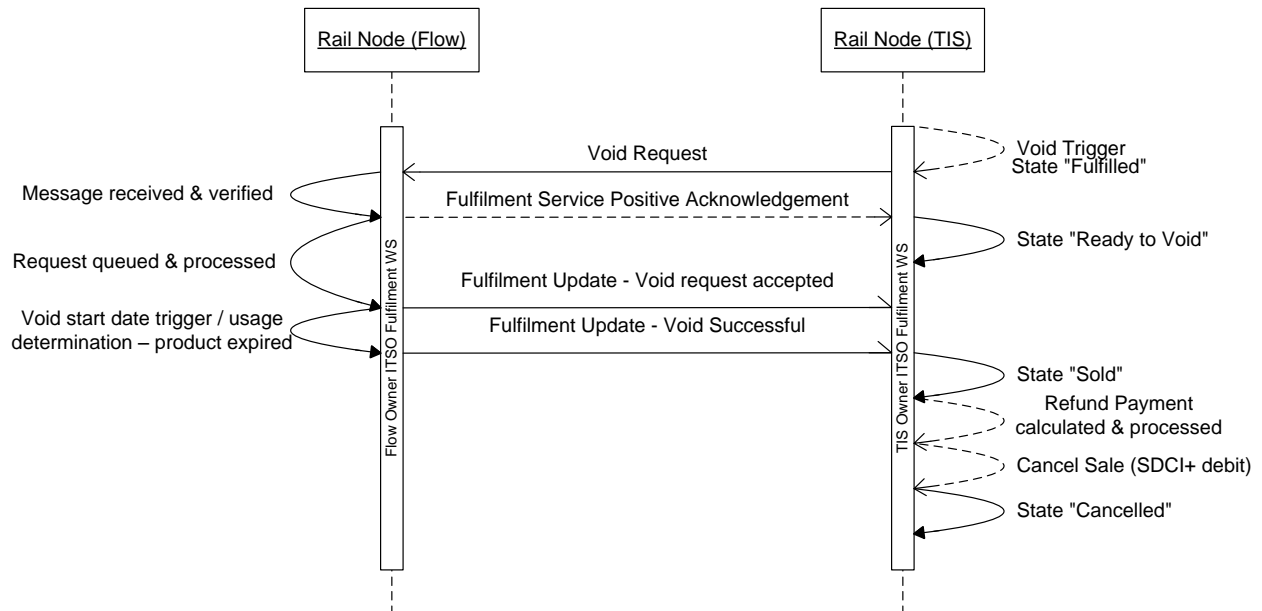 Rail Node (Flow)
Rail Node (TIS)
Void Trigger
State "Fulfilled"
Void Request
Message received & verified
Fulfilment Service Positive Acknowledgement
State "Ready to Void"
Request queued & processed
Fulfilment Update - Void request accepted
Void start date trigger / usage
determination – product expired
Fulfilment Update - Void Successful
State "Sold"
Refund Payment
calculated & processed
Cancel Sale (SDCI+ debit)
State "Cancelled"
Flow Owner ITSO Fulfilment WS
TIS Owner ITSO Fulfilment WS